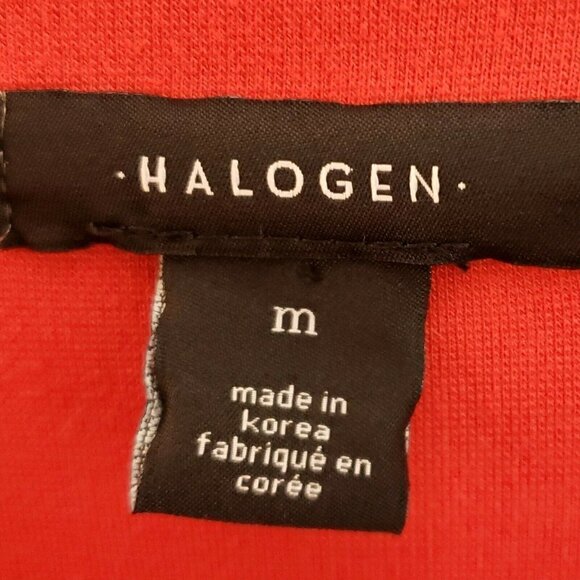 ·HALOGEN·
m
made in
korea
fabriqué en
corée